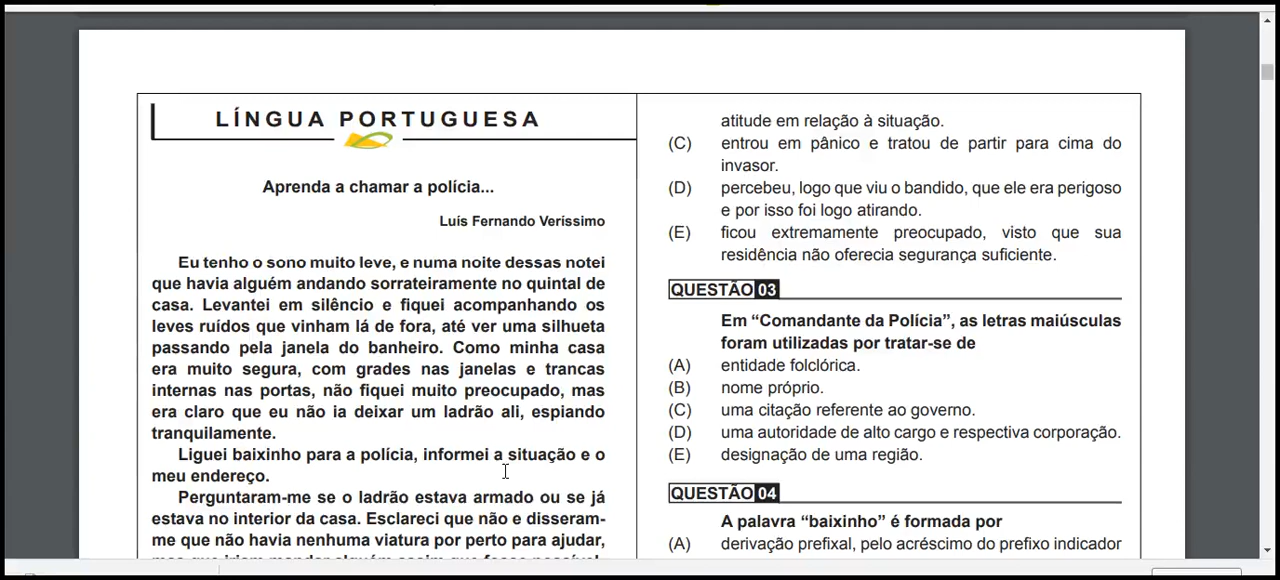 LÍNGUA PORTUGUESA
Aprenda a chamar a polícia...
Luís Fernando Veríssimo
Eu tenho o sono muito leve, e numa noite dessas notei
que havia alguém andando sorrateiramente no quintal de
casa. Levantei em silêncio e fiquei acompanhando os
leves ruídos que vinham lá de fora, até ver uma silhueta
passando pela janela do banheiro. Como minha casa
era muito segura, com grades nas janelas e trancas
internas nas portas, não fiquei muito preocupado, mas
era claro que eu não ia deixar um ladrão ali, espiando
tranquilamente.
Liguei baixinho para a polícia, informei a situação e o
meu endereço.
Perguntaram-me se o ladrão estava armado ou se já
estava no interior da casa. Esclareci que não e disseram-
me que não havia nenhuma viatura por perto para ajudar,
mas que iriam mandar alguém assim que fosse possível.
atitude em relação à situação.
(C) entrou em pânico e tratou de partir para cima do
invasor.
(D) percebeu, logo que viu o bandido, que ele era perigoso
e por isso foi logo atirando.
(E) ficou extremamente preocupado, visto que sua
residência não oferecia segurança suficiente.
QUESTÃO 03
Em “Comandante da Polícia”, as letras maiúsculas
foram utilizadas por tratar-se de
(A) entidade folclórica.
(B) nome próprio.
(C) uma citação referente ao governo.
(D) uma autoridade de alto cargo e respectiva corporação.
(E) designação de uma região.
QUESTÃO 04
A palavra “baixinho” é formada por
(A) derivação prefixal, pelo acréscimo do prefixo indicador